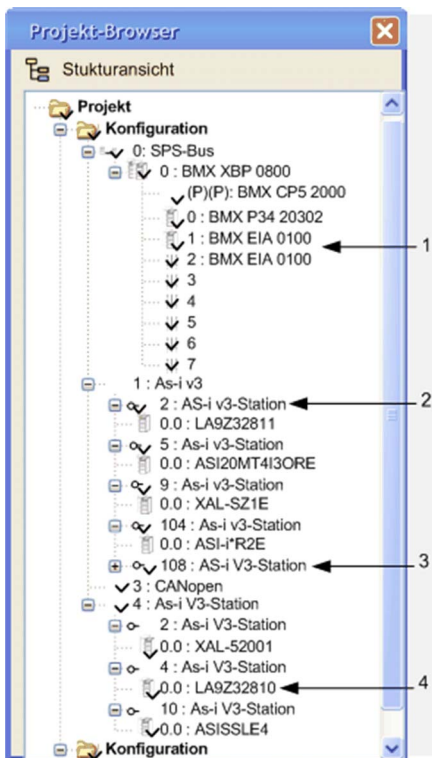 Projekt-Browser
Stukturansicht
Projekt
Konfiguration
0: SPS-Bus
0 : BMX XBP 0800
(P)(P): BMX CP5 2000
0 : BMX P34 20302
1 : BMX EIA 0100
1
2 : BMX EIA 0100
3
4
5
6
7
1 : As-i v3
2 : AS-i v3-Station
2
0.0 : LA9Z32811
5 : As-i v3-Station
0.0 : ASI20MT4I3ORE
9 : As-i v3-Station
0.0 : XAL-SZ1E
104 : As-i v3-Station
0.0 : ASI-i*R2E
108 : AS-i V3-Station
3
3 : CANopen
4 : As-i V3-Station
2 : As-i V3-Station
0.0 : XAL-52001
4 : As-i V3-Station
0.0 : LA9Z32810
4
10 : As-i V3-Station
0.0 : ASISSLE4
Konfiguration